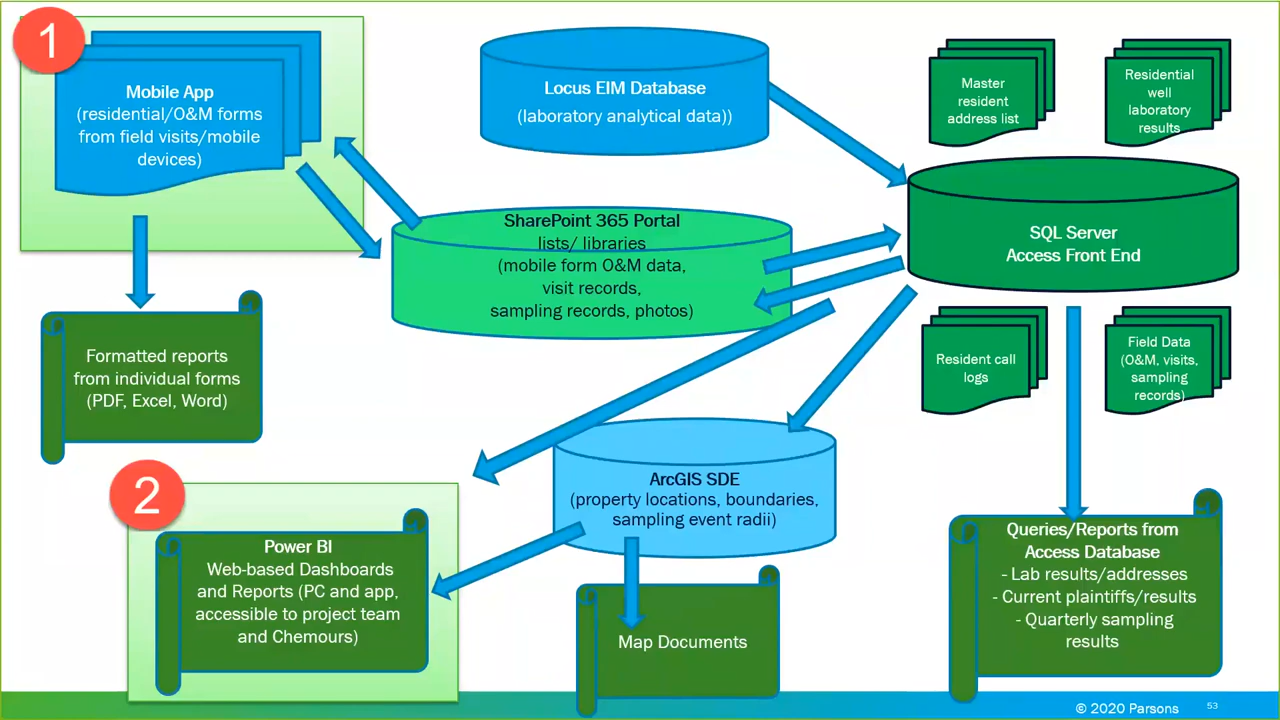 1
Mobile App
(residential/O&M forms
from field visits/mobile
devices)
Locus EIM Database
(laboratory analytical data))
Master
resident
address list
Residential
well
laboratory
results
SharePoint 365 Portal
lists/ libraries
(mobile form O&M data,
visit records,
sampling records, photos)
SQL Server
Access Front End
Formatted reports
from individual forms
(PDF, Excel, Word)
Resident call
logs
Field Data
(O&M, visits,
sampling
records)
2
Power BI
Web-based Dashboards
and Reports (PC and app,
accessible to project team
and Chemours)
ArcGIS SDE
(property locations, boundaries,
sampling event radii)
Map Documents
Queries/Reports from
Access Database
- Lab results/addresses
- Current plaintiffs/results
- Quarterly sampling
results
© 2020 Parsons
53